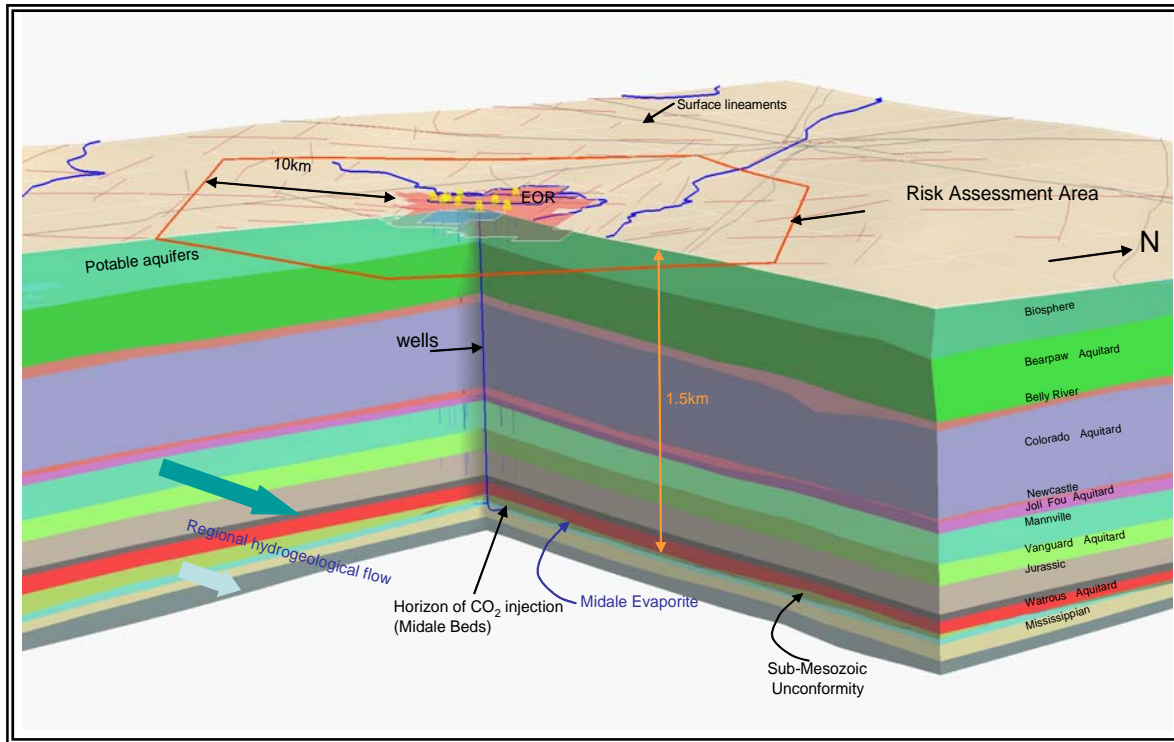 Surface lineaments
10km
EOR
Risk Assessment Area
N
Potable aquifers
wells
1.5km
Biosphere
Bearpaw Aquitard
Belly River
Colorado Aquitard
Newcastle
Joli Fou Aquitard
Mannville
Vanguard Aquitard
Jurassic
Watrous Aquitard
Mississippian
Regional hydrogeological flow
Horizon of CO₂ injection
(Midale Beds)
Midale Evaporite
Sub-Mesozoic
Unconformity